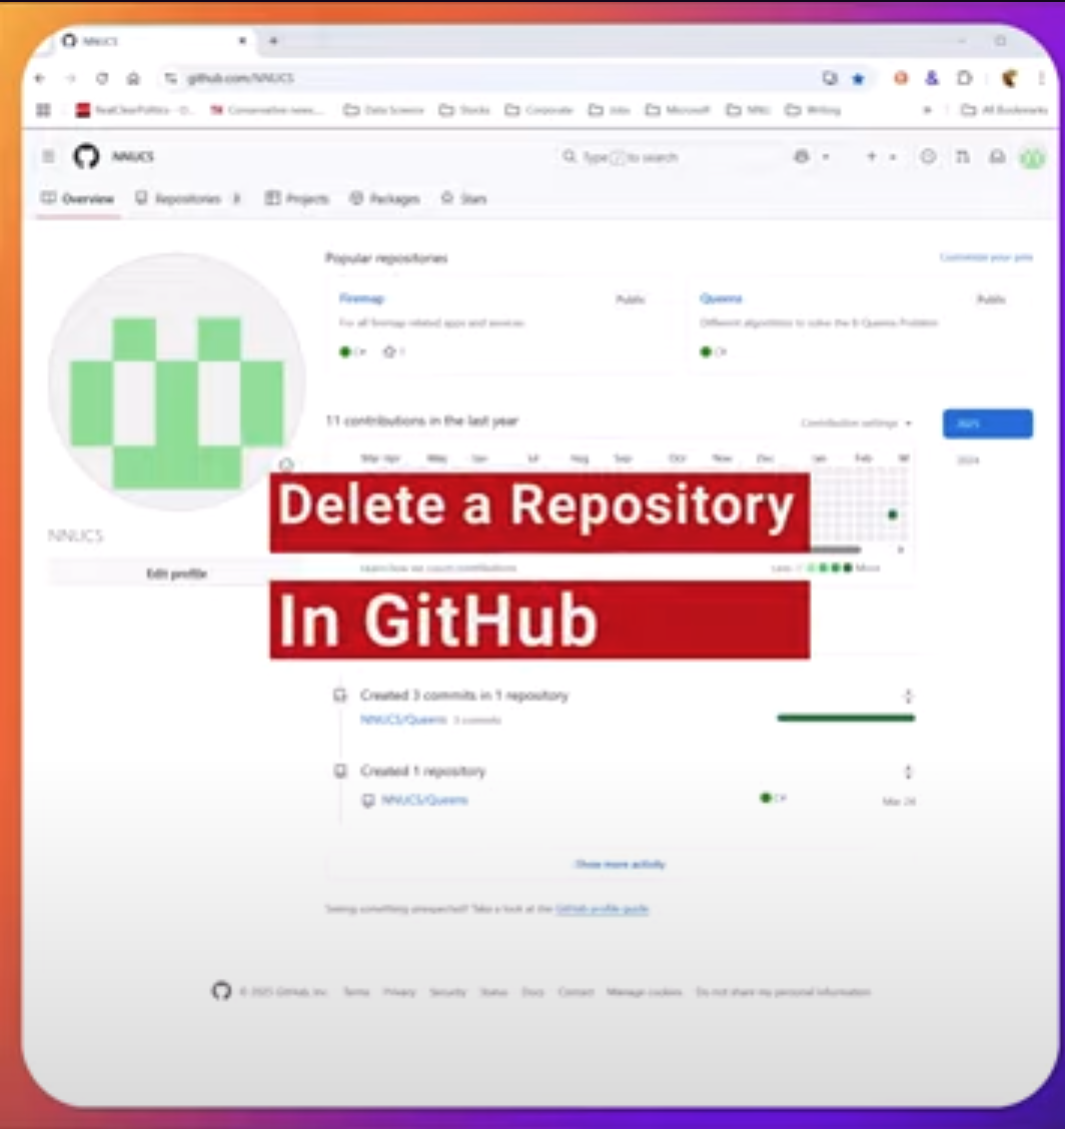 NNUCS
github.com/NNUCS
RealClearPolitics - O...
Conservative news,...
Data Science
Stocks
Corporate
Jobs
Microsoft
NNU
Writing
All Bookmarks
NNUCS
Type / to search
Overview
Repositories
Projects
Packages
Stars
Popular repositories
Customize your pins
Firemap
Public
Queens
Public
For all firemap related apps and services
Different algorithms to solve the 8 Queens Problem
C#
C#
11 contributions in the last year
Contribution settings
2025
2024
Mar Apr May Jun Jul Aug Sep Oct Nov Dec Jan Feb M
Delete a Repository
NNUCS
Learn how we count contributions
Less More
Edit profile
In GitHub
Created 3 commits in 1 repository
NNUCS/Queens 3 commits
Created 1 repository
NNUCS/Queens
C#
Show more activity
Seeing something unexpected? Take a look at the GitHub profile guide.
© 2025 GitHub, Inc. Terms Privacy Security Status Docs Contact Manage cookies Do not share my personal information